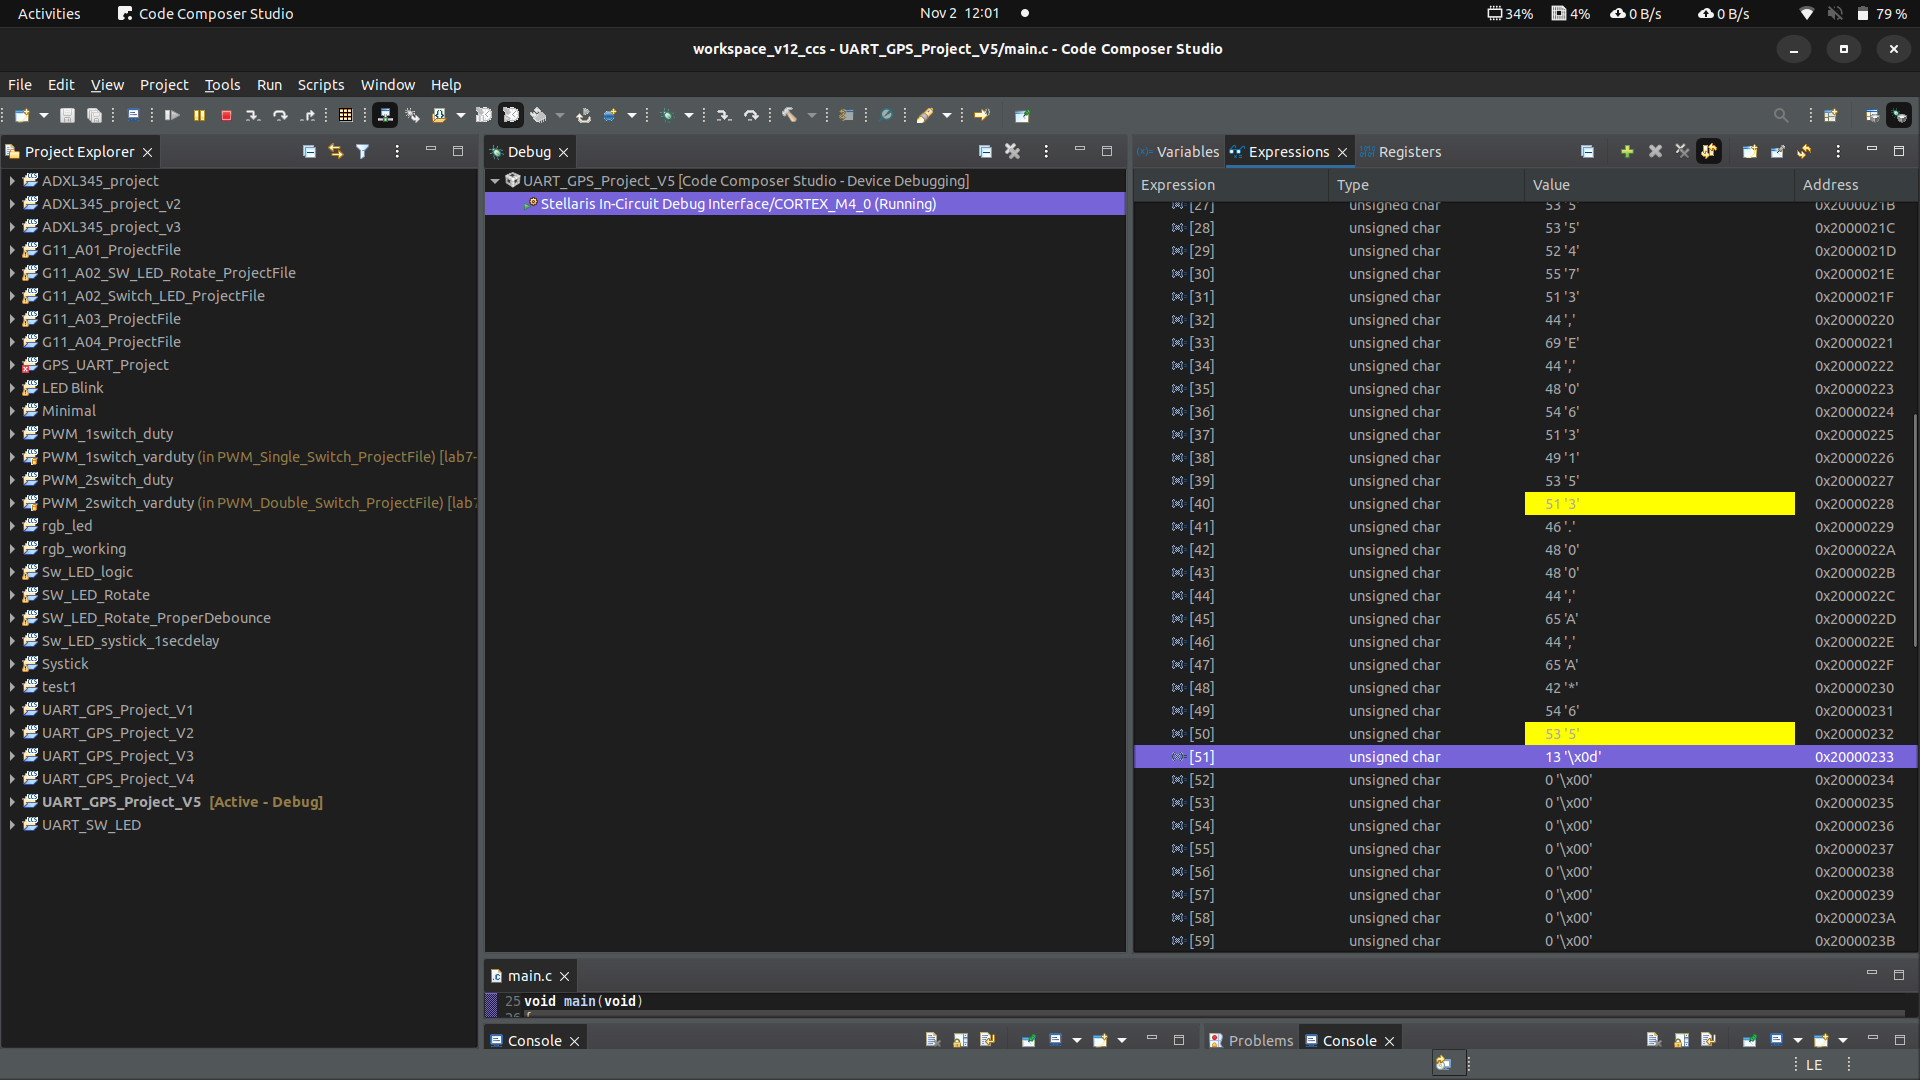 Activities Code Composer Studio Nov 2 12:01 34% 4% 0 B/s 0 B/s 79 %
workspace_v12_ccs - UART_GPS_Project_V5/main.c - Code Composer Studio
File Edit View Project Tools Run Scripts Window Help
Project Explorer
ADXL345_project
ADXL345_project_v2
ADXL345_project_v3
G11_A01_ProjectFile
G11_A02_SW_LED_Rotate_ProjectFile
G11_A02_Switch_LED_ProjectFile
G11_A03_ProjectFile
G11_A04_ProjectFile
GPS_UART_Project
LED Blink
Minimal
PWM_1switch_duty
PWM_1switch_varduty (in PWM_Single_Switch_ProjectFile) [lab7-
PWM_2switch_duty
PWM_2switch_varduty (in PWM_Double_Switch_ProjectFile) [lab7
rgb_led
rgb_working
Sw_LED_logic
SW_LED_Rotate
SW_LED_Rotate_ProperDebounce
Sw_LED_systick_1secdelay
Systick
test1
UART_GPS_Project_V1
UART_GPS_Project_V2
UART_GPS_Project_V3
UART_GPS_Project_V4
UART_GPS_Project_V5 [Active - Debug]
UART_SW_LED
Debug
UART_GPS_Project_V5 [Code Composer Studio - Device Debugging]
Stellaris In-Circuit Debug Interface/CORTEX_M4_0 (Running)
Variables Expressions Registers
Expression Type Value Address
[27] unsigned char 53 '5' 0x2000021B
[28] unsigned char 53 '5' 0x2000021C
[29] unsigned char 52 '4' 0x2000021D
[30] unsigned char 55 '7' 0x2000021E
[31] unsigned char 51 '3' 0x2000021F
[32] unsigned char 44 ',' 0x20000220
[33] unsigned char 69 'E' 0x20000221
[34] unsigned char 44 ',' 0x20000222
[35] unsigned char 48 '0' 0x20000223
[36] unsigned char 54 '6' 0x20000224
[37] unsigned char 51 '3' 0x20000225
[38] unsigned char 49 '1' 0x20000226
[39] unsigned char 53 '5' 0x20000227
[40] unsigned char 51 '3' 0x20000228
[41] unsigned char 46 '.' 0x20000229
[42] unsigned char 48 '0' 0x2000022A
[43] unsigned char 48 '0' 0x2000022B
[44] unsigned char 44 ',' 0x2000022C
[45] unsigned char 65 'A' 0x2000022D
[46] unsigned char 44 ',' 0x2000022E
[47] unsigned char 65 'A' 0x2000022F
[48] unsigned char 42 '*' 0x20000230
[49] unsigned char 54 '6' 0x20000231
[50] unsigned char 53 '5' 0x20000232
[51] unsigned char 13 '\x0d' 0x20000233
[52] unsigned char 0 '\x00' 0x20000234
[53] unsigned char 0 '\x00' 0x20000235
[54] unsigned char 0 '\x00' 0x20000236
[55] unsigned char 0 '\x00' 0x20000237
[56] unsigned char 0 '\x00' 0x20000238
[57] unsigned char 0 '\x00' 0x20000239
[58] unsigned char 0 '\x00' 0x2000023A
[59] unsigned char 0 '\x00' 0x2000023B
main.c
25 void main(void)
26 {
Console
Problems Console
LE